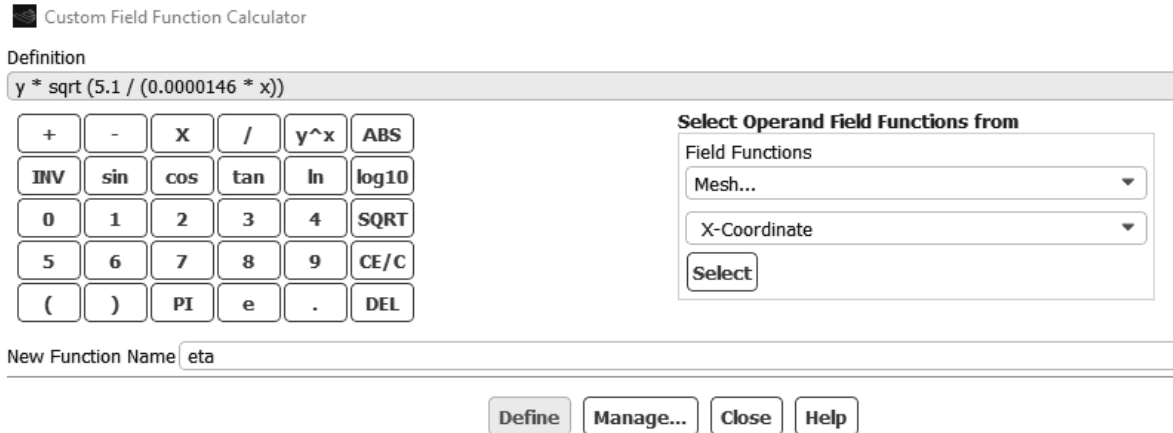 Custom Field Function Calculator
Definition
y * sqrt (5.1 / (0.0000146 * x))
+ - X / y^x ABS
INV sin cos tan ln log10
0 1 2 3 4 SQRT
5 6 7 8 9 CE/C
( ) PI e . DEL
Select Operand Field Functions from
Field Functions
Mesh...
X-Coordinate
Select
New Function Name eta
Define Manage... Close Help